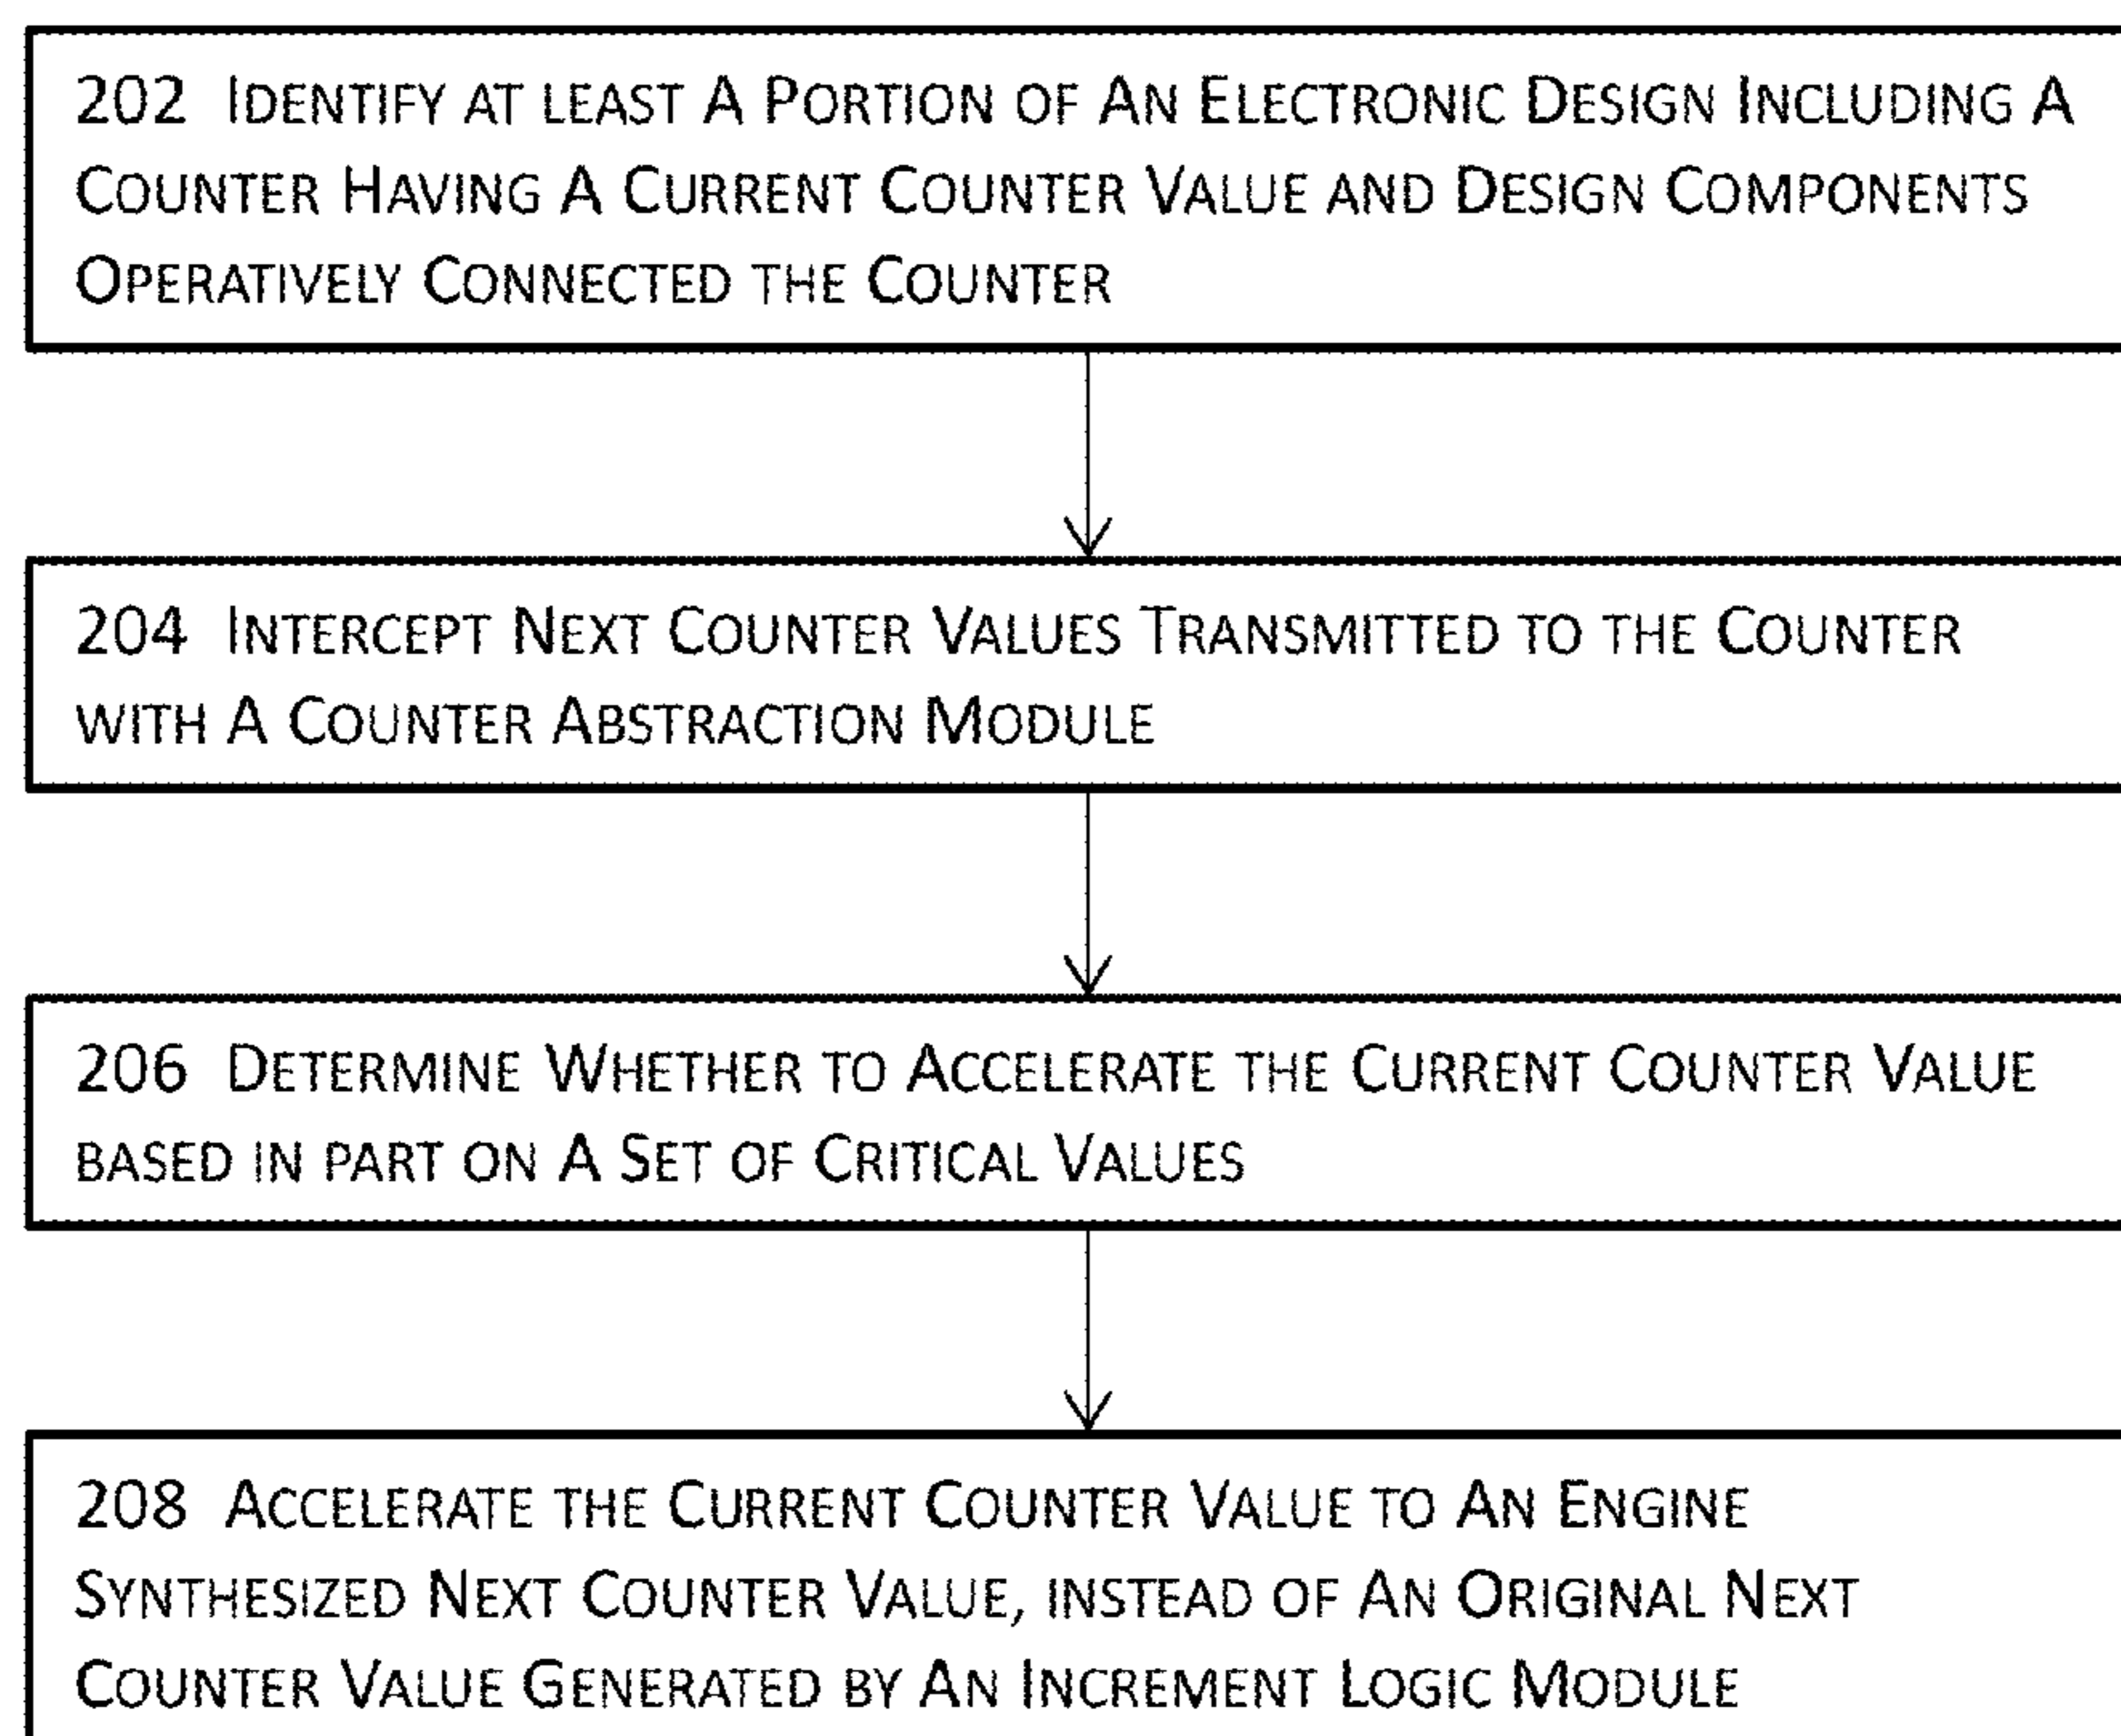 202 Identify at least A Portion of An Electronic Design Including A
Counter Having A Current Counter Value and Design Components
Operatively Connected the Counter
204 Intercept Next Counter Values Transmitted to the Counter
with A Counter Abstraction Module
206 Determine Whether to Accelerate the Current Counter Value
based in part on A Set of Critical Values
208 Accelerate the Current Counter Value to An Engine
Synthesized Next Counter Value, instead of An Original Next
Counter Value Generated by An Increment Logic Module